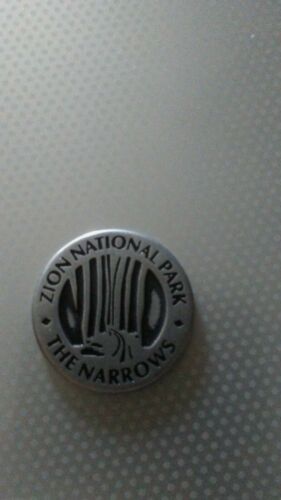 ZION NATIONAL PARK
THE NARROWS